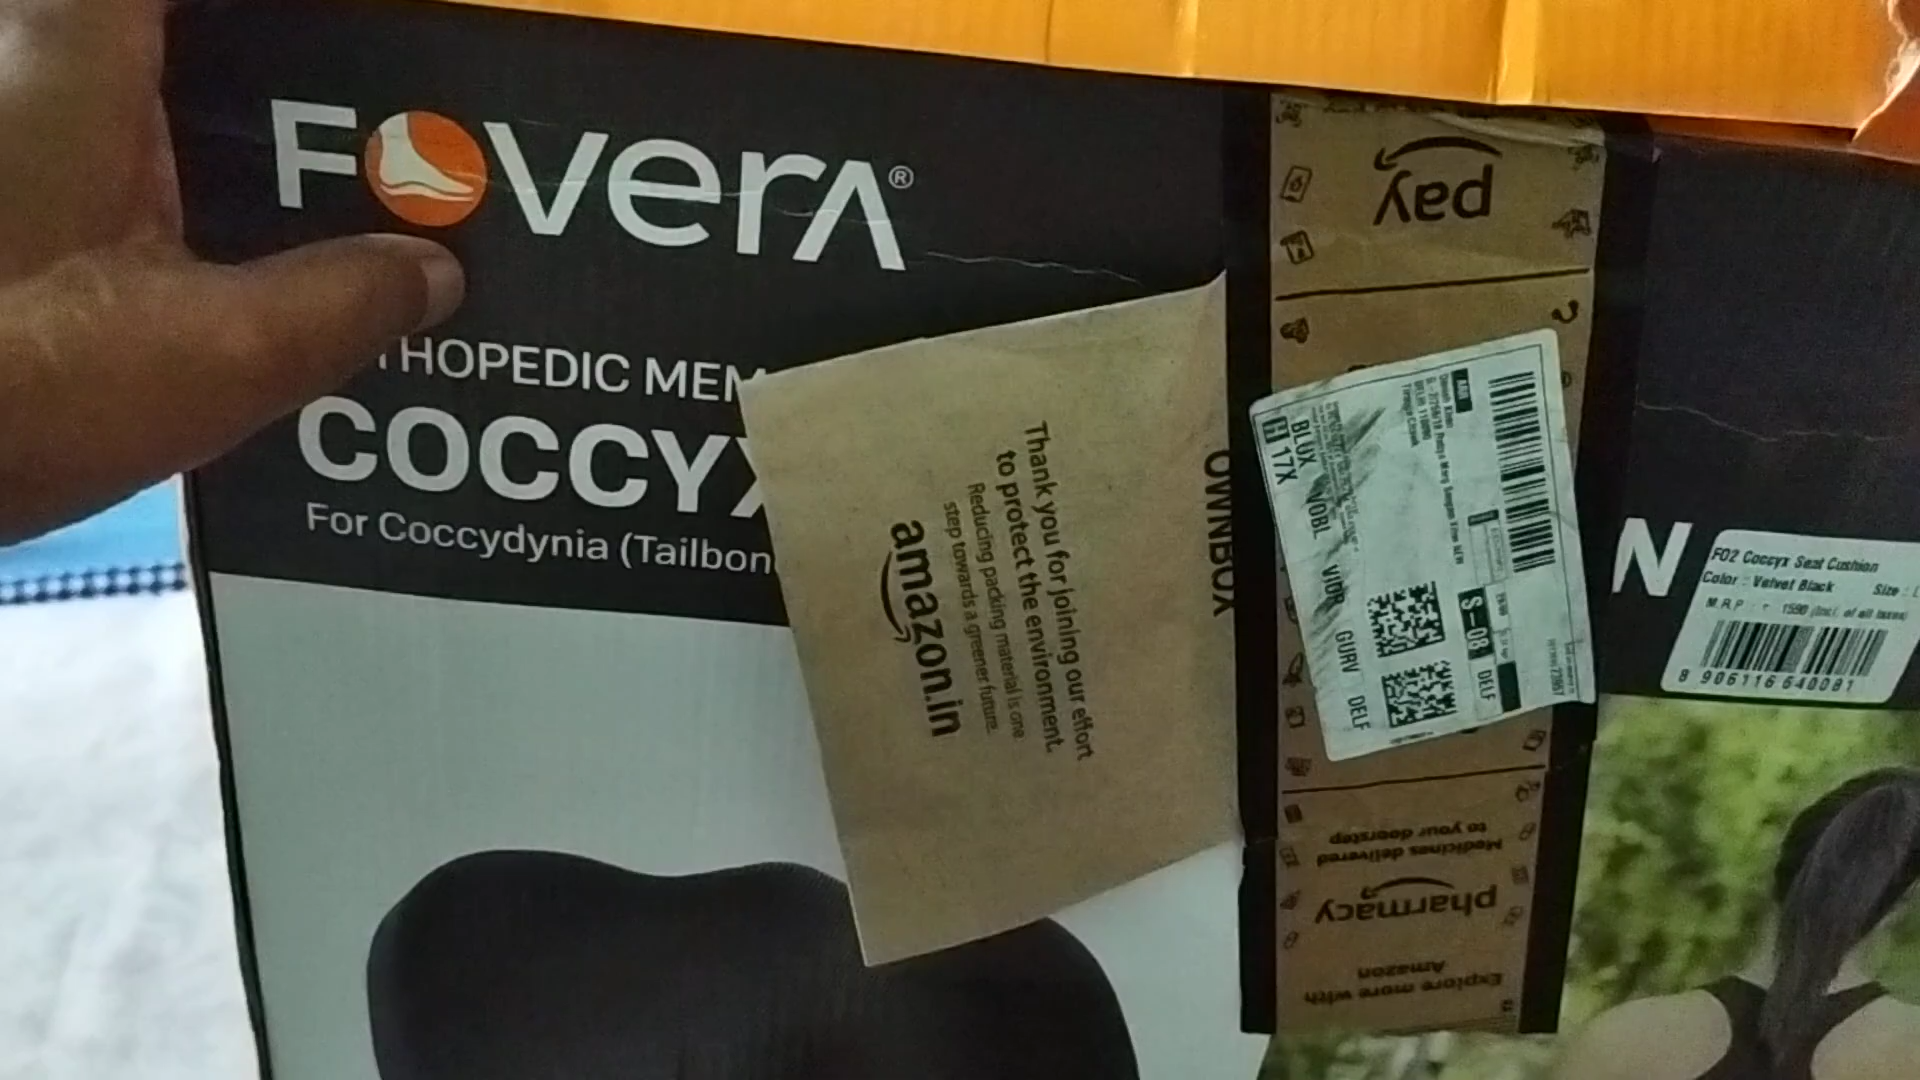 FOVERA®
THOPEDIC MEM
COCCYX
For Coccydynia (Tailbon
Thank you for joining our effort
to protect the environment.
Reducing packing material is one
step towards a greener future.
amazon.in
OWNBOX
pay
BLOX
17X
GURV
DELF
S-08
DELF
Medicines delivered
to your doorstep
pharmacy
Explore more with
Amazon
N
F02 Coccyx Seat Cushion
Color : Velvet Black Size :
M.R.P. : 1590 (Incl. of all taxes)
8 906116 640081